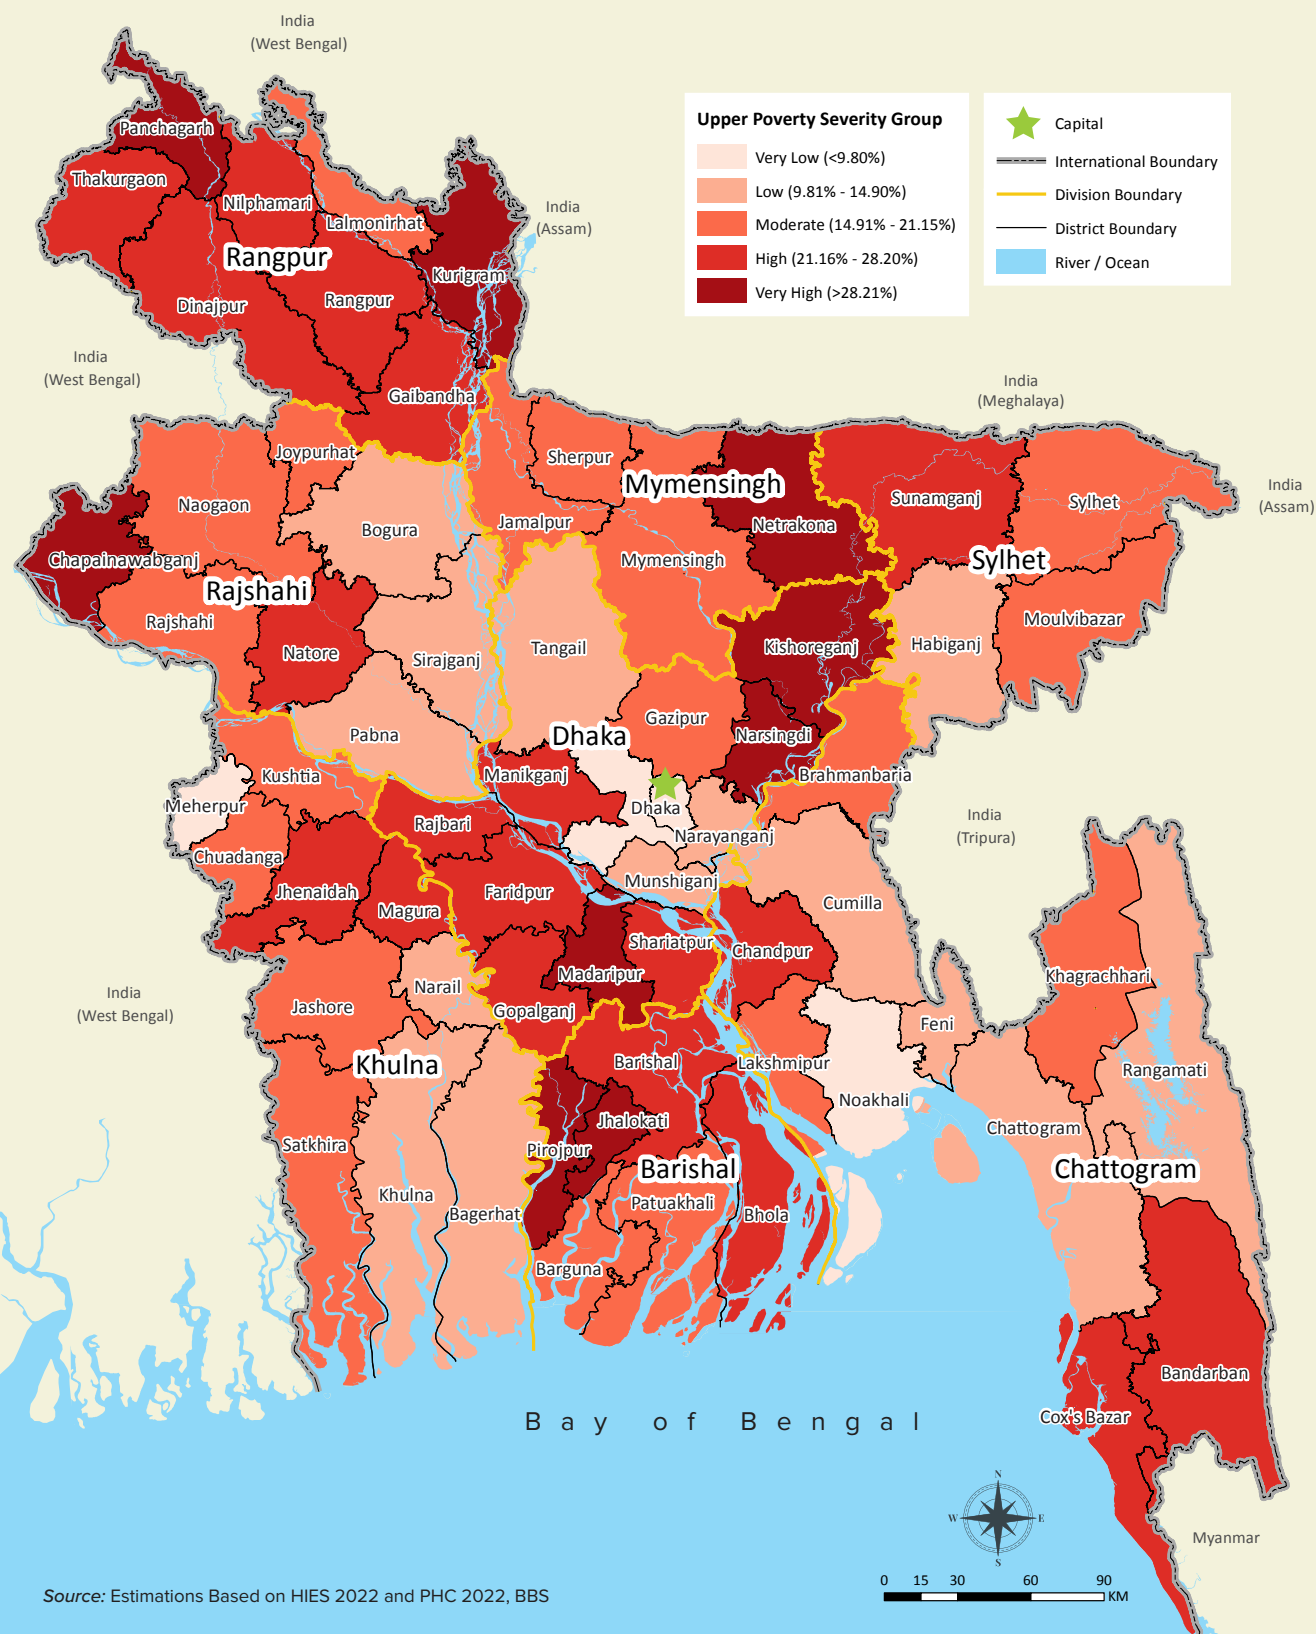 India
(West Bengal)
Upper Poverty Severity Group
Very Low (<9.80%)
Low (9.81% - 14.90%)
Moderate (14.91% - 21.15%)
High (21.16% - 28.20%)
Very High (>28.21%)
Capital
International Boundary
Division Boundary
District Boundary
River / Ocean
Panchagarh
Thakurgaon
Nilphamari
Lalmonirhat
India
(Assam)
Rangpur
Kurigram
Dinajpur
Rangpur
India
(West Bengal)
Gaibandha
India
(Meghalaya)
Joypurhat
Sherpur
Mymensingh
Naogaon
Bogura
Jamalpur
Netrakona
Sunamganj
Sylhet
India
(Assam)
Chapainawabganj
Mymensingh
Sylhet
Rajshahi
Rajshahi
Natore
Sirajganj
Tangail
Kishoreganj
Habiganj
Moulvibazar
Pabna
Dhaka
Gazipur
Narsingdi
Kushtia
Manikganj
Brahmanbaria
Meherpur
Dhaka
Rajbari
Narayanganj
India
(Tripura)
Chuadanga
Jhenaidah
Magura
Faridpur
Munshiganj
Cumilla
Shariatpur
Chandpur
Madaripur
Khagrachhari
Narail
India
(West Bengal)
Jashore
Gopalganj
Feni
Khulna
Barishal
Lakshmipur
Rangamati
Noakhali
Jhalokati
Chattogram
Satkhira
Pirojpur
Barishal
Chattogram
Khulna
Bagerhat
Patuakhali
Bhola
Barguna
Bandarban
Cox's Bazar
Bay of Bengal
N
W E
S
Myanmar
0 15 30 60 90
KM
Source: Estimations Based on HIES 2022 and PHC 2022, BBS